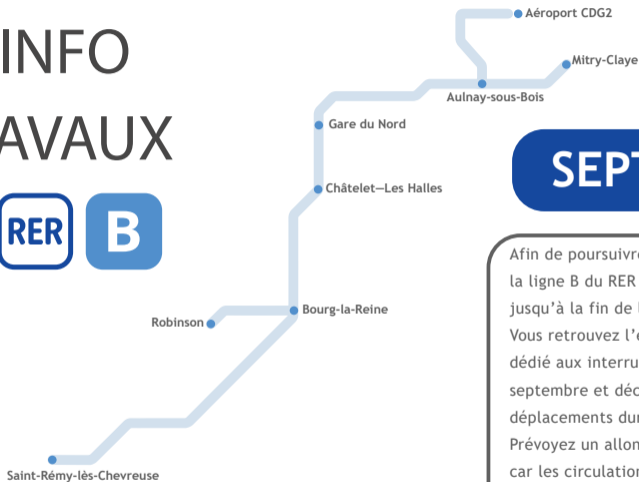 INFO
AVAUX
RER B
Aéroport CDG2
Mitry-Claye
Aulnay-sous-Bois
Gare du Nord
Châtelet—Les Halles
Bourg-la-Reine
Robinson
Saint-Rémy-lès-Chevreuse
SEPT
Afin de poursuivre
la ligne B du RER
jusqu’à la fin de l
Vous retrouvez l’e
dédié aux interru
septembre et déc
déplacements dur
Prévoyez un allon
car les circulation